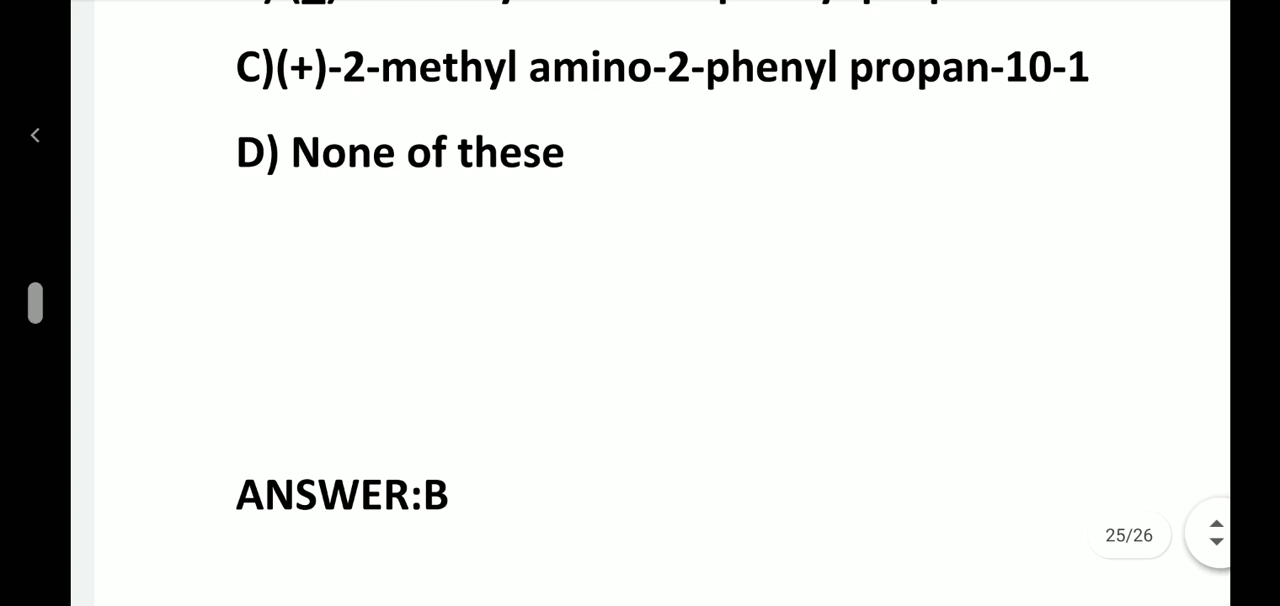 C)(+)-2-methyl amino-2-phenyl propan-10-1
D) None of these
ANSWER:B
25/26